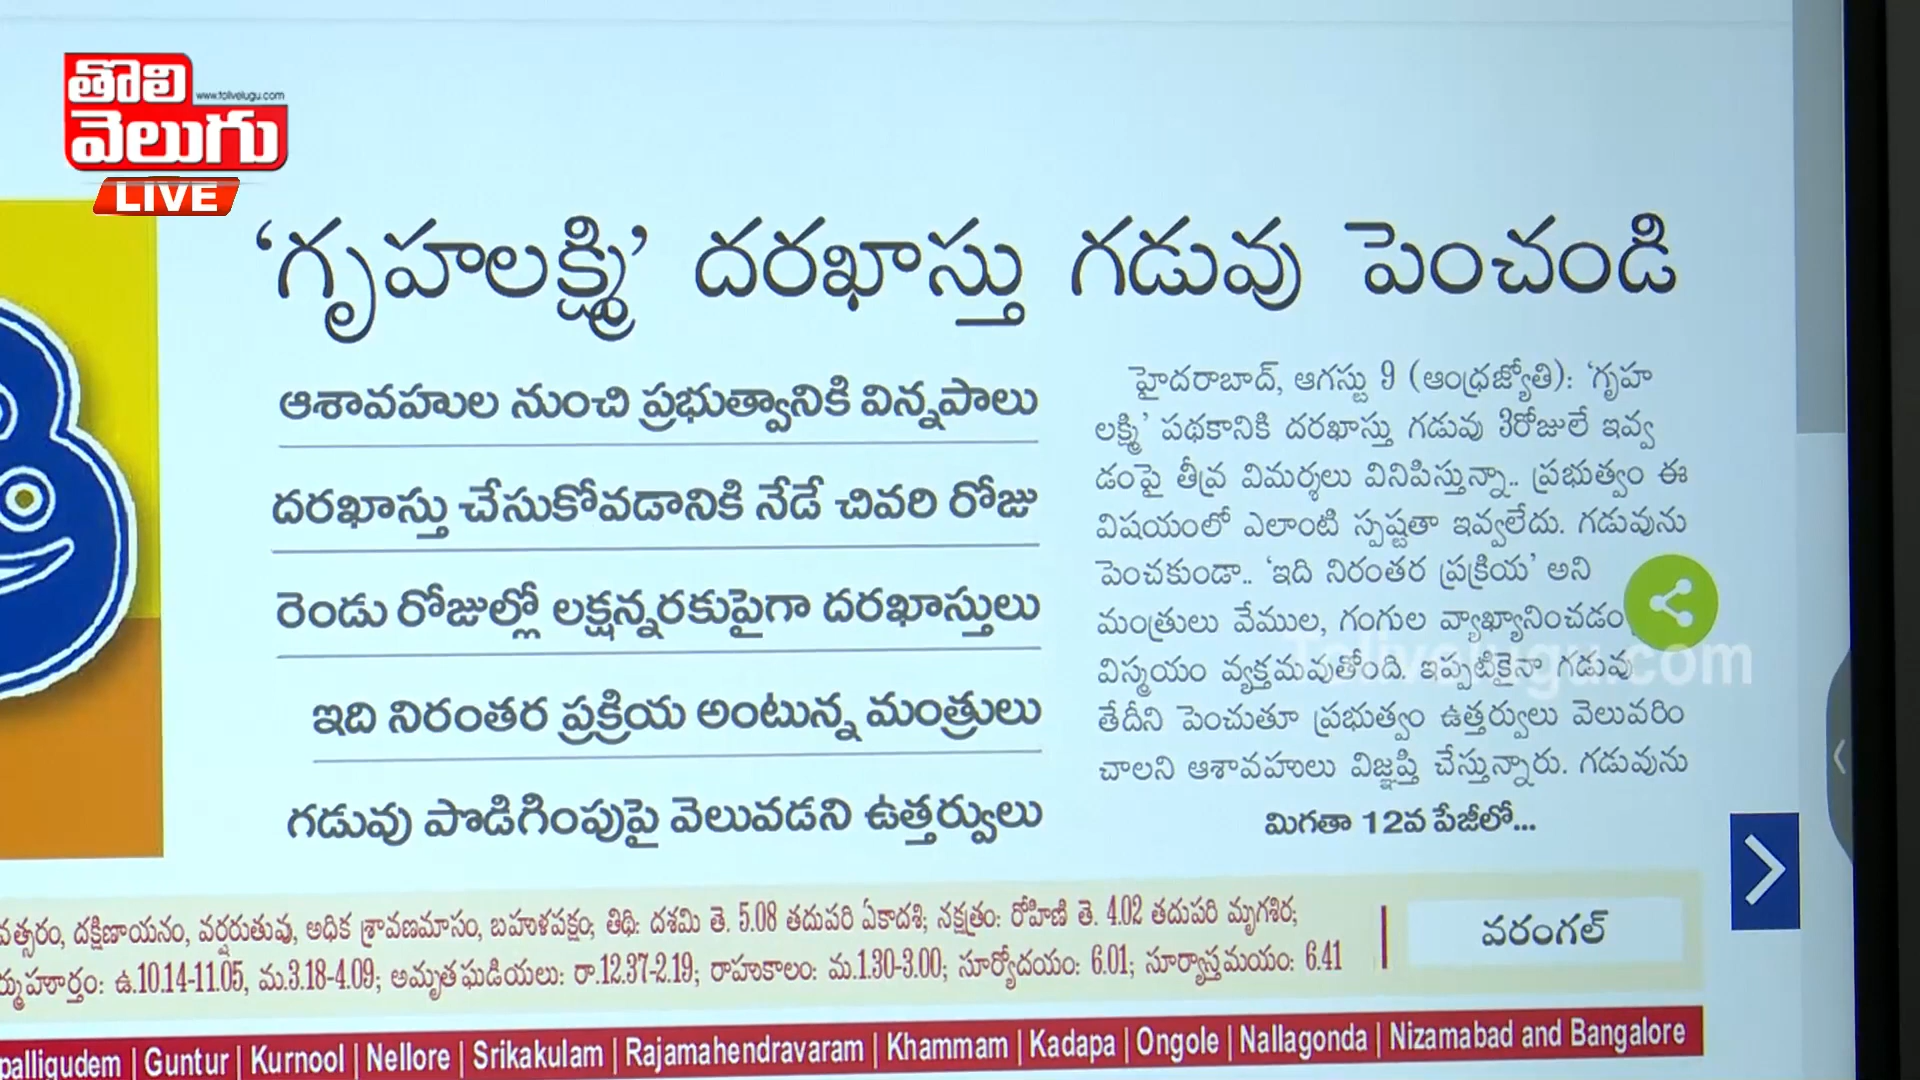 తొలి
www.tolivelugu.com
వెలుగు
LIVE
‘గృహలక్ష్మి’ దరఖాస్తు గడువు పెంచండి
ఆశావహుల నుంచి ప్రభుత్వానికి విన్నపాలు
దరఖాస్తు చేసుకోవడానికి నేడే చివరి రోజు
రెండు రోజుల్లో లక్షన్నరకుపైగా దరఖాస్తులు
ఇది నిరంతర ప్రక్రియ అంటున్న మంత్రులు
గడువు పొడిగింపుపై వెలువడని ఉత్తర్వులు
హైదరాబాద్, ఆగస్టు 9 (ఆంధ్రజ్యోతి): ‘గృహ
లక్ష్మి’ పథకానికి దరఖాస్తు గడువు 3రోజులే ఇవ్వ
డంపై తీవ్ర విమర్శలు వినిపిస్తున్నా.. ప్రభుత్వం ఈ
విషయంలో ఎలాంటి స్పష్టతా ఇవ్వలేదు. గడువును
పెంచకుండా.. ‘ఇది నిరంతర ప్రక్రియ’ అని
మంత్రులు వేముల, గంగుల వ్యాఖ్యానించడం
విస్మయం వ్యక్తమవుతోంది. ఇప్పటికైనా గడువు
తేదీని పెంచుతూ ప్రభుత్వం ఉత్తర్వులు వెలువరిం
చాలని ఆశావహులు విజ్ఞప్తి చేస్తున్నారు. గడువును
మిగతా 12వ పేజీలో...
Tolivelugu.com
వత్సరం, దక్షిణాయనం, వర్షరుతువు, అధిక శ్రావణమాసం, బహుళపక్షం; తిథి: దశమి తె. 5.08 తదుపరి ఏకాదశి; నక్షత్రం: రోహిణి తె. 4.02 తదుపరి మృగశిర;
ర్ముహూర్తం: ఉ.10.14-11.05, మ.3.18-4.09; అమృతఘడియలు: రా.12.37-2.19; రాహుకాలం: మ.1.30-3.00; సూర్యోదయం: 6.01; సూర్యాస్తమయం: 6.41
వరంగల్
palligudem | Guntur | Kurnool | Nellore | Srikakulam | Rajamahendravaram | Khammam | Kadapa | Ongole | Nallagonda | Nizamabad and Bangalore